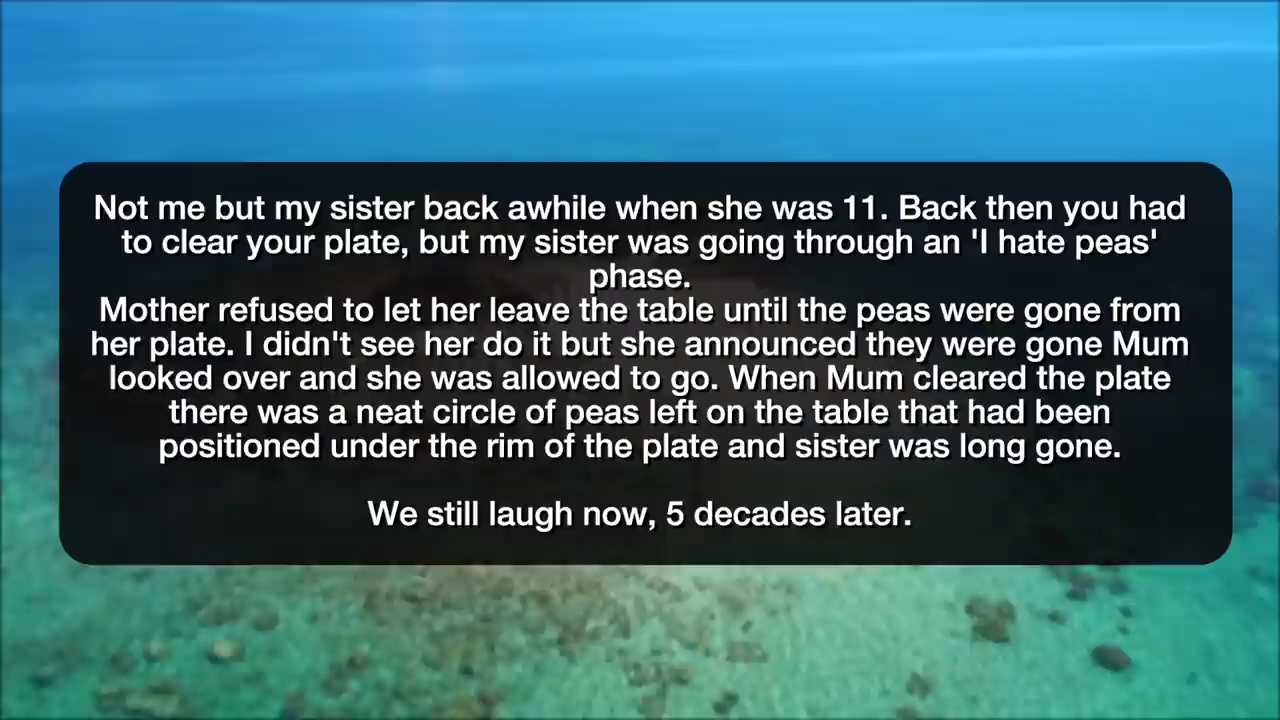 Not me but my sister back awhile when she was 11. Back then you had
to clear your plate, but my sister was going through an 'I hate peas'
phase.
Mother refused to let her leave the table until the peas were gone from
her plate. I didn't see her do it but she announced they were gone Mum
looked over and she was allowed to go. When Mum cleared the plate
there was a neat circle of peas left on the table that had been
positioned under the rim of the plate and sister was long gone.
We still laugh now, 5 decades later.